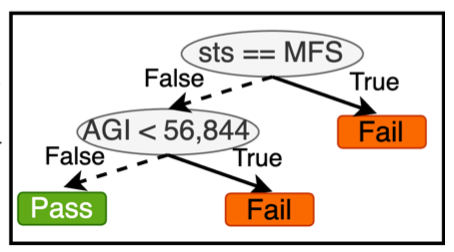 sts == MFS
False
True
Fail
AGI < 56,844
False
True
Pass
Fail